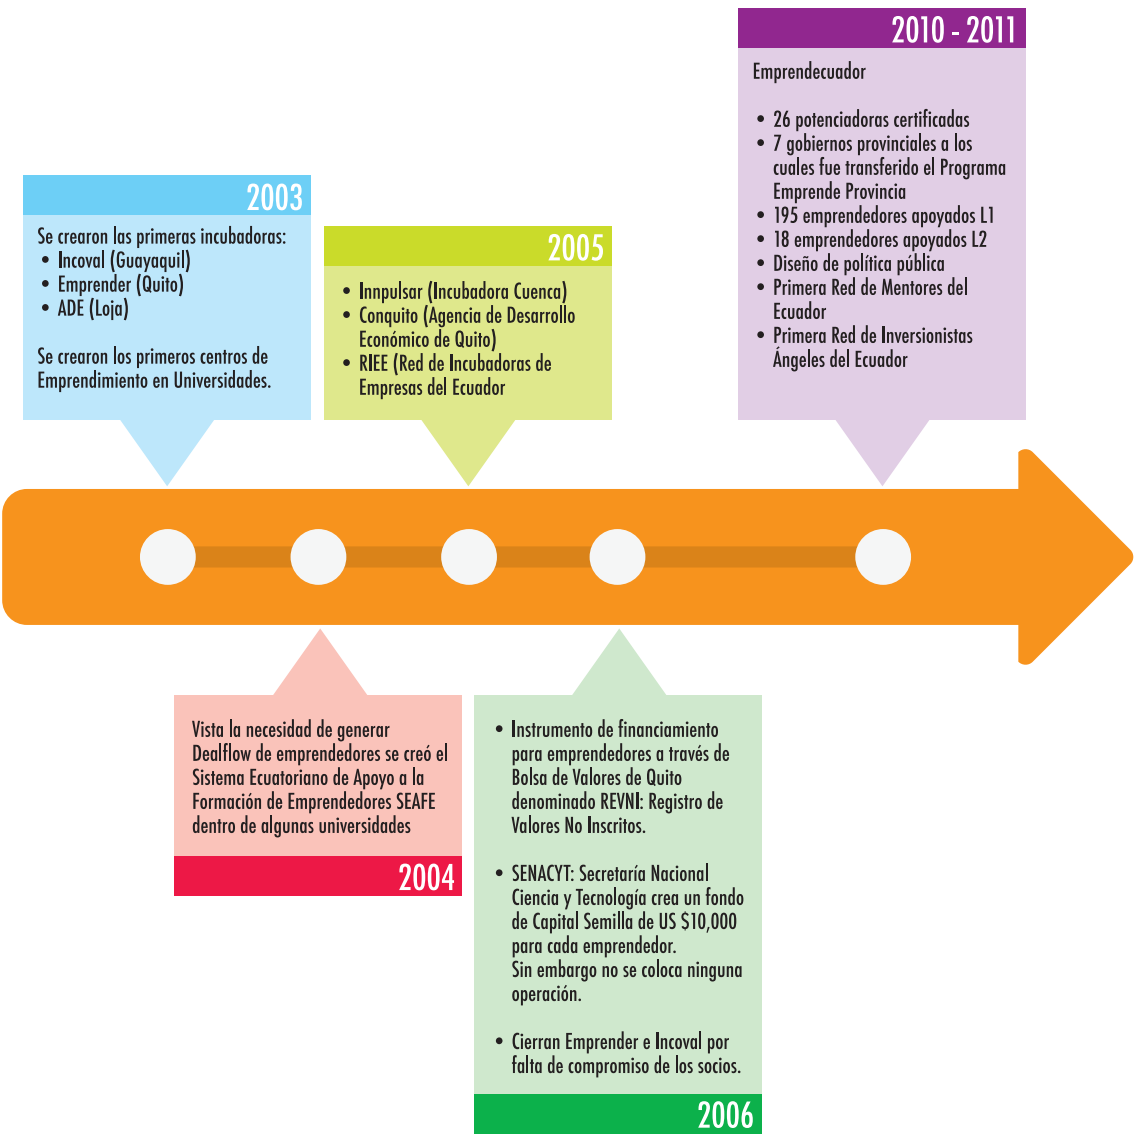 2003
Se crearon las primeras incubadoras:
• Incoval (Guayaquil)
• Emprender (Quito)
• ADE (Loja)
Se crearon los primeros centros de
Emprendimiento en Universidades.
Vista la necesidad de generar
Dealflow de emprendedores se creó el
Sistema Ecuatoriano de Apoyo a la
Formación de Emprendedores SEAFE
dentro de algunas universidades
2004
2005
• Innpulsar (Incubadora Cuenca)
• Conquito (Agencia de Desarrollo
Económico de Quito)
• RIEE (Red de Incubadoras de
Empresas del Ecuador
• Instrumento de financiamiento
para emprendedores a través de
Bolsa de Valores de Quito
denominado REVNI: Registro de
Valores No Inscritos.
• SENACYT: Secretaría Nacional
Ciencia y Tecnología crea un fondo
de Capital Semilla de US $10,000
para cada emprendedor.
Sin embargo no se coloca ninguna
operación.
• Cierran Emprender e Incoval por
falta de compromiso de los socios.
2006
2010 - 2011
Emprendecuador
• 26 potenciadoras certificadas
• 7 gobiernos provinciales a los
cuales fue transferido el Programa
Emprende Provincia
• 195 emprendedores apoyados L1
• 18 emprendedores apoyados L2
• Diseño de política pública
• Primera Red de Mentores del
Ecuador
• Primera Red de Inversionistas
Ángeles del Ecuador